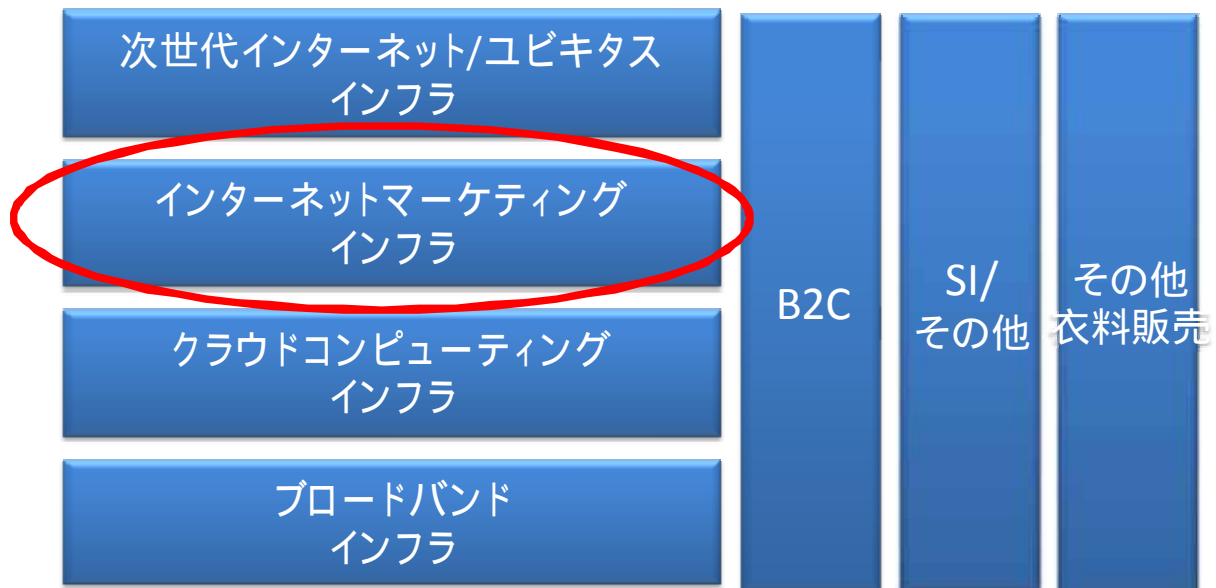 次世代インターネット/ユビキタス
インフラ
インターネットマーケティング
インフラ
クラウドコンピューティング
インフラ
ブロードバンド
インフラ
B2C
SI/
その他
その他
衣料販売